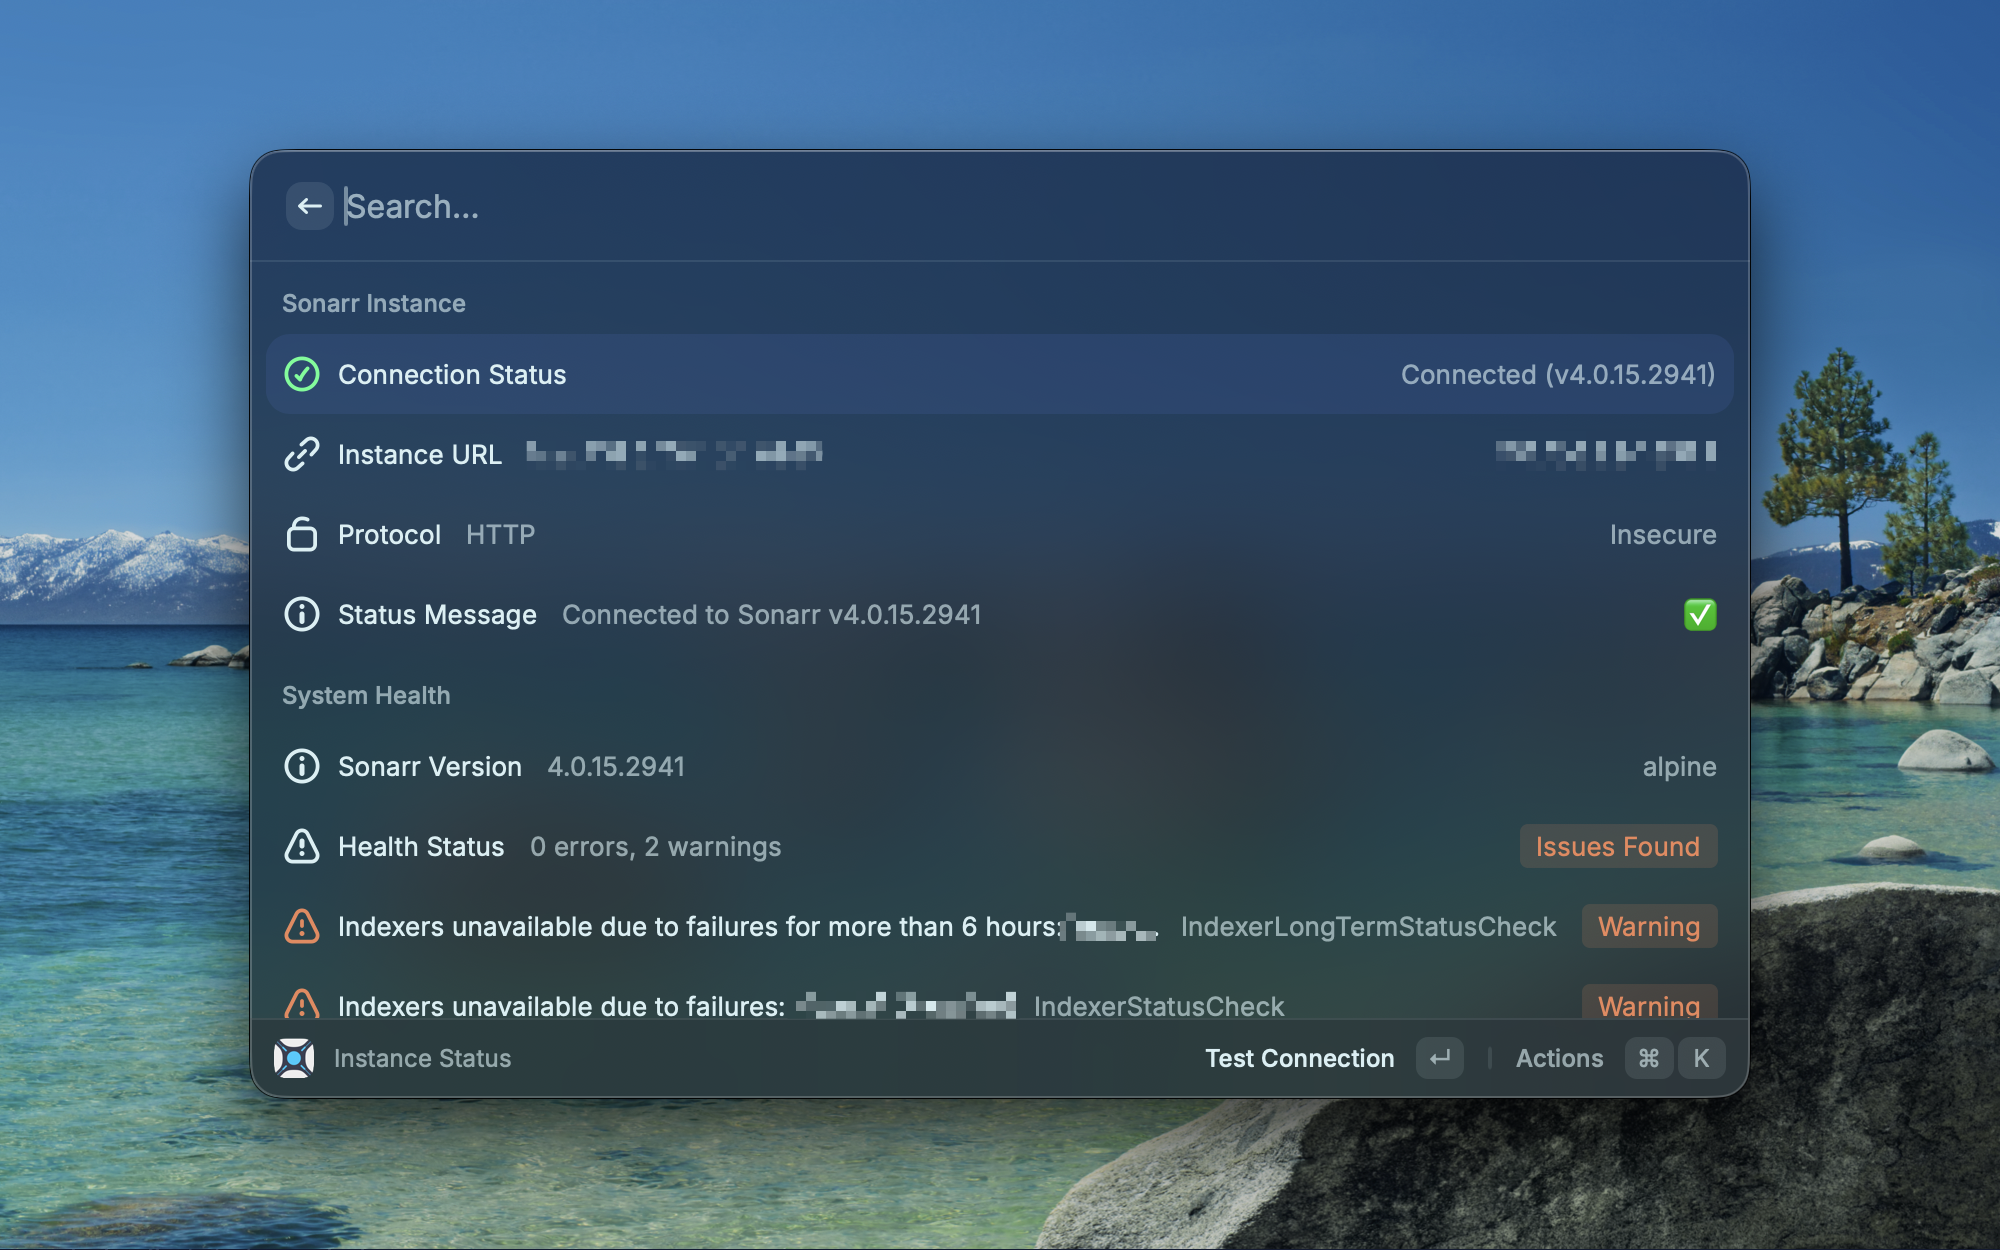 Search...
Sonarr Instance
Connection Status Connected (v4.0.15.2941)
Instance URL
Protocol HTTP Insecure
Status Message Connected to Sonarr v4.0.15.2941
System Health
Sonarr Version 4.0.15.2941 alpine
Health Status 0 errors, 2 warnings Issues Found
Indexers unavailable due to failures for more than 6 hours: IndexerLongTermStatusCheck Warning
Indexers unavailable due to failures: IndexerStatusCheck Warning
Instance Status Test Connection Actions ⌘ K